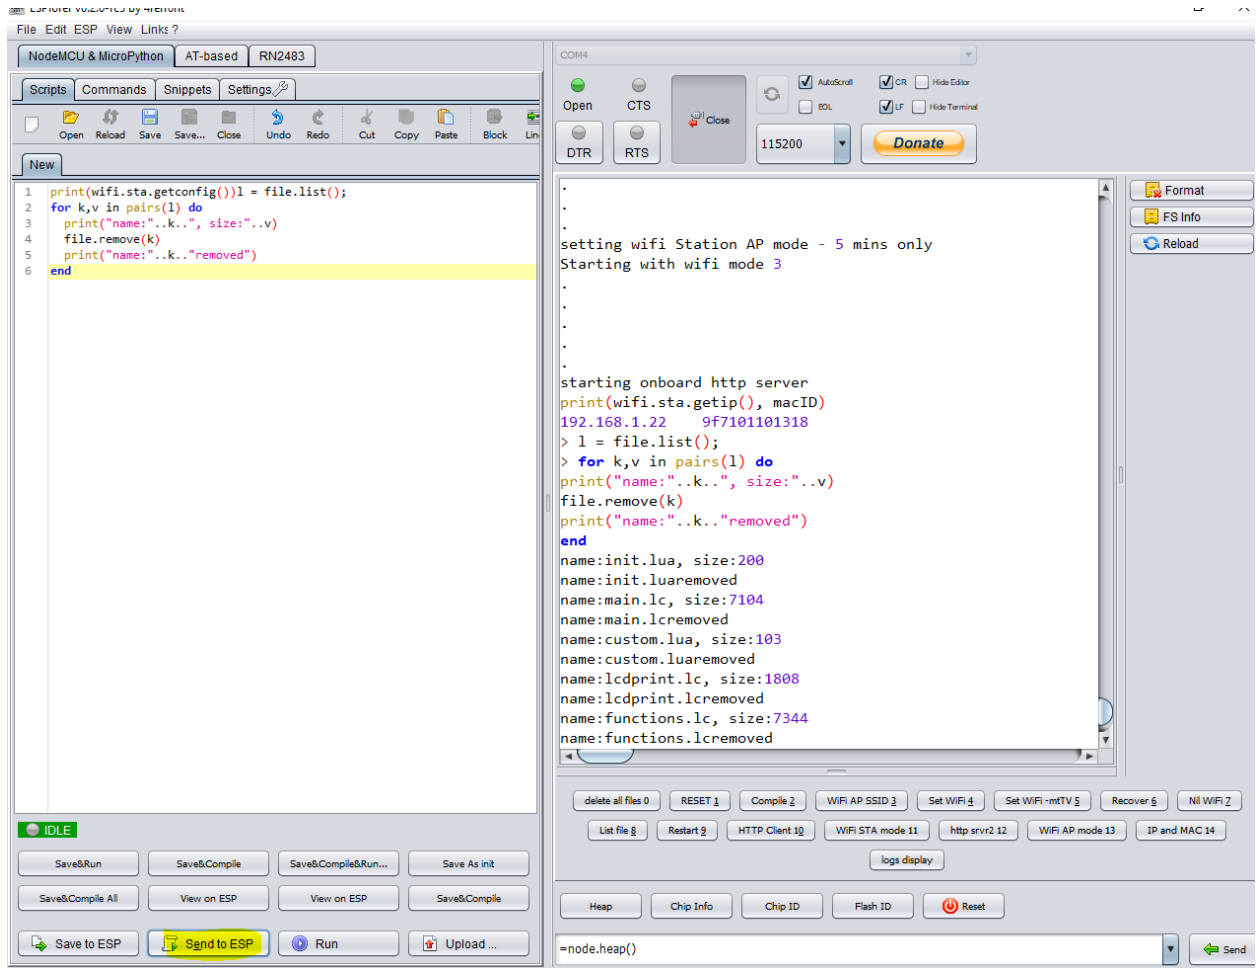 ESPlorer v0.2.0-rc5 by 4refr0nt
File Edit ESP View Links ?
NodeMCU & MicroPython AT-based RN2483
Scripts Commands Snippets Settings
Open Reload Save Save... Close Undo Redo Cut Copy Paste Block Lin
New
1 print(wifi.sta.getconfig())l = file.list();
2 for k,v in pairs(l) do
3 print("name:"..k..", size:"..v)
4 file.remove(k)
5 print("name:"..k.."removed")
6 end
IDLE
Save&Run Save&Compile Save&Compile&Run... Save As init
Save&Compile All View on ESP View on ESP Save&Compile
Save to ESP Send to ESP Run Upload ...
COM4
Open CTS Close AutoScroll CR Hide Editor
EOL LF Hide Terminal
DTR RTS 115200 Donate
.
.
.
setting wifi Station AP mode - 5 mins only
Starting with wifi mode 3
.
.
.
.
.
starting onboard http server
print(wifi.sta.getip(), macID)
192.168.1.22 9f7101101318
> l = file.list();
> for k,v in pairs(l) do
print("name:"..k..", size:"..v)
file.remove(k)
print("name:"..k.."removed")
end
name:init.lua, size:200
name:init.luaremoved
name:main.lc, size:7104
name:main.lcremoved
name:custom.lua, size:103
name:custom.luaremoved
name:lcdprint.lc, size:1808
name:lcdprint.lcremoved
name:functions.lc, size:7344
name:functions.lcremoved
Format
FS Info
Reload
delete all files 0 RESET 1 Compile 2 WiFi AP SSID 3 Set WiFi 4 Set WiFi -mtTV 5 Recover 6 Nil WiFi 7
List file 8 Restart 9 HTTP Client 10 WiFi STA mode 11 http srvr2 12 WiFi AP mode 13 IP and MAC 14
logs display
Heap Chip Info Chip ID Flash ID Reset
=node.heap() Send